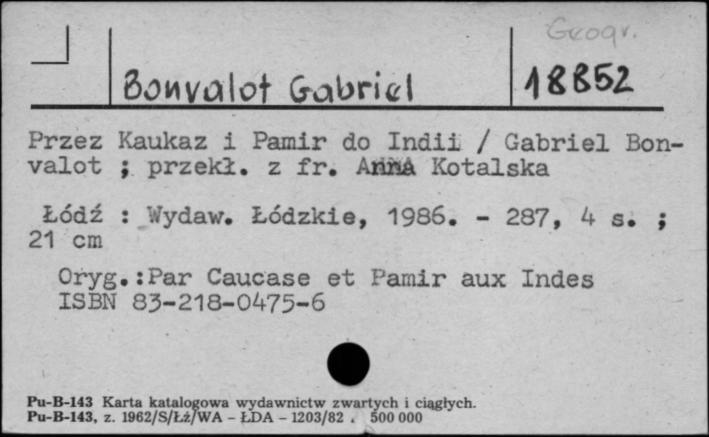 Geogr.
Bonvalot Gabriel
18852
Przez Kaukaz i Pamir do Indii / Gabriel Bon-
valot ; przekł. z fr. Anna Kotalska
Łódź : Wydaw. Łódzkie, 1986. - 287, 4 s. ;
21 cm
Oryg.:Par Caucase et Pamir aux Indes
ISBN 83-218-0475-6
Pu-B-143 Karta katalogowa wydawnictw zwartych i ciągłych.
Pu-B-143, z. 1962/S/Łż/WA - ŁDA - 1203/82 . 500 000